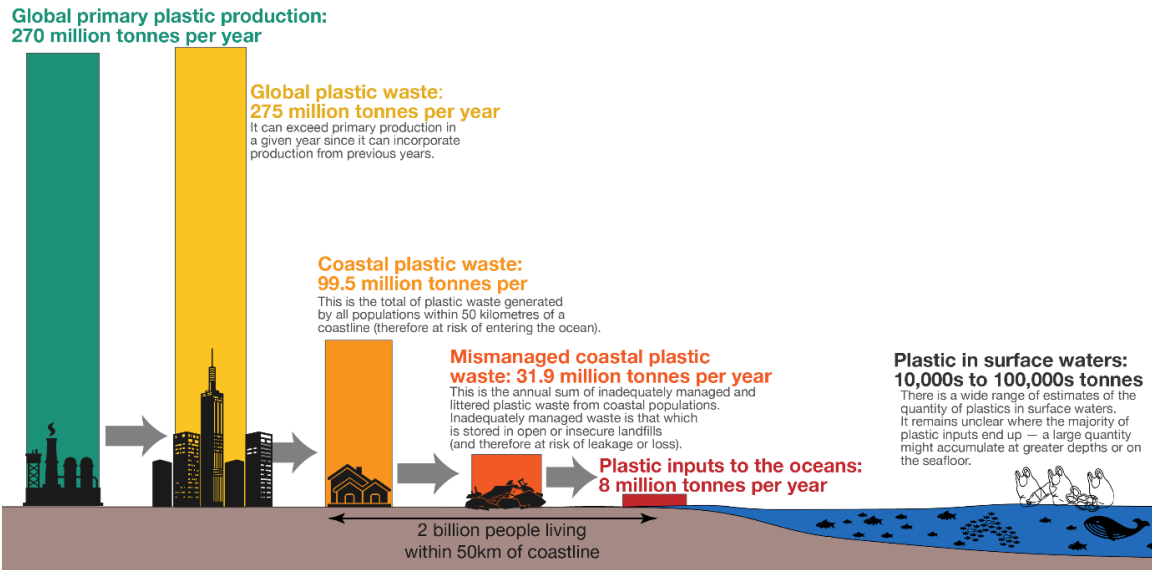 Global primary plastic production:
270 million tonnes per year
Global plastic waste:
275 million tonnes per year
It can exceed primary production in
a given year since it can incorporate
production from previous years.
Coastal plastic waste:
99.5 million tonnes per
This is the total of plastic waste generated
by all populations within 50 kilometres of a
coastline (therefore at risk of entering the ocean).
Mismanaged coastal plastic
waste: 31.9 million tonnes per year
This is the annual sum of inadequately managed and
littered plastic waste from coastal populations.
Inadequately managed waste is that which
is stored in open or insecure landfills
(and therefore at risk of leakage or loss).
Plastic inputs to the oceans:
8 million tonnes per year
Plastic in surface waters:
10,000s to 100,000s tonnes
There is a wide range of estimates of the
quantity of plastics in surface waters.
It remains unclear where the majority of
plastic inputs end up — a large quantity
might accumulate at greater depths or on
the seafloor.
2 billion people living
within 50km of coastline